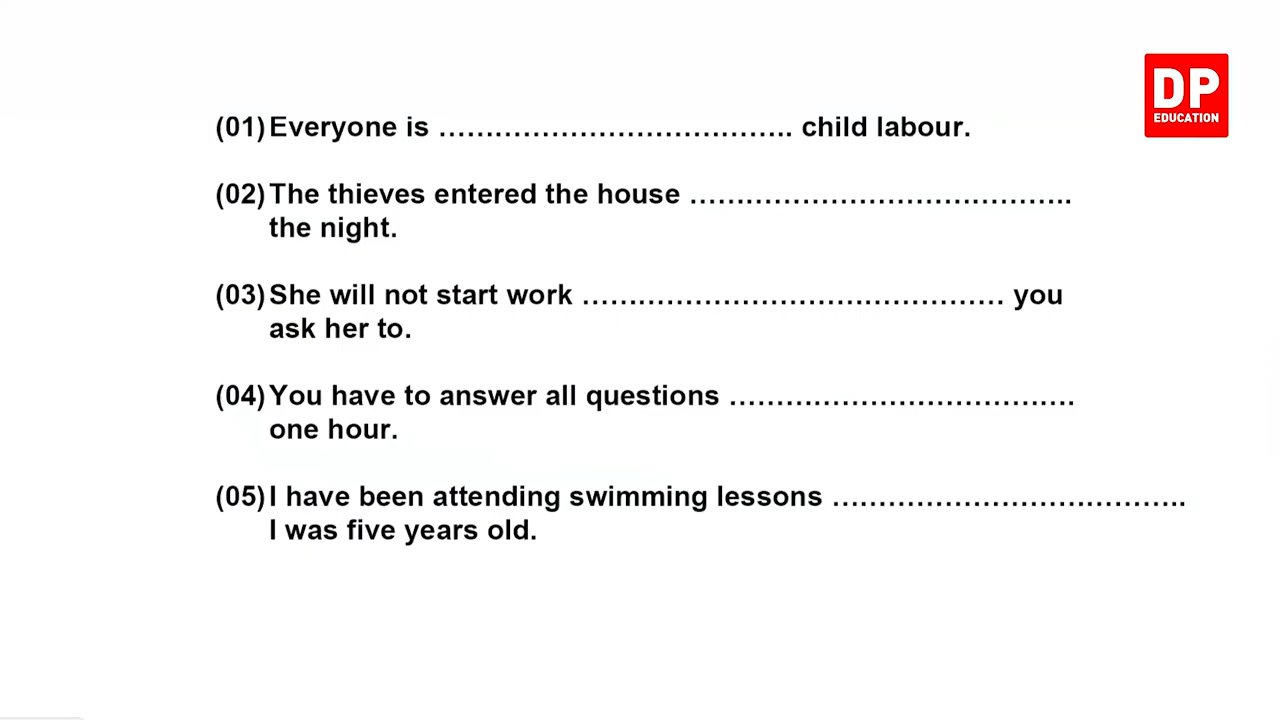 DP
EDUCATION
(01) Everyone is ………………………………….. child labour.
(02) The thieves entered the house ……………………………………..
the night.
(03) She will not start work ……………………………………… you
ask her to.
(04) You have to answer all questions ……………………………….
one hour.
(05) I have been attending swimming lessons …………………………………..
I was five years old.